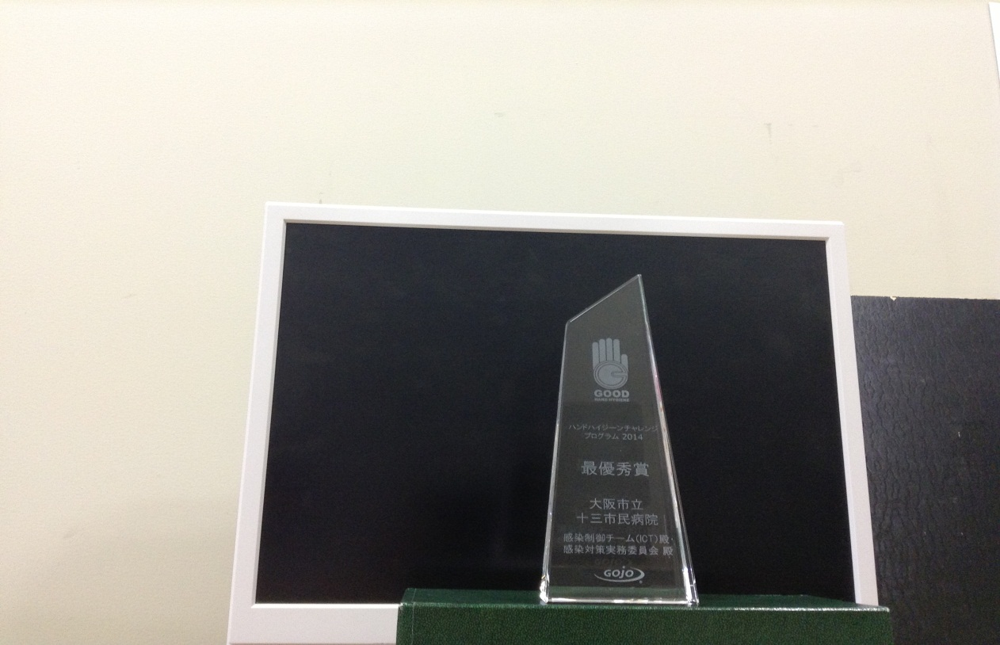 GOOD
HAND HYGIENE
ハンドハイジーンチャレンジ
プログラム 2014
最優秀賞
大阪市立
十三市民病院
感染制御チーム(ICT)殿
感染対策実務委員会 殿
GOJO